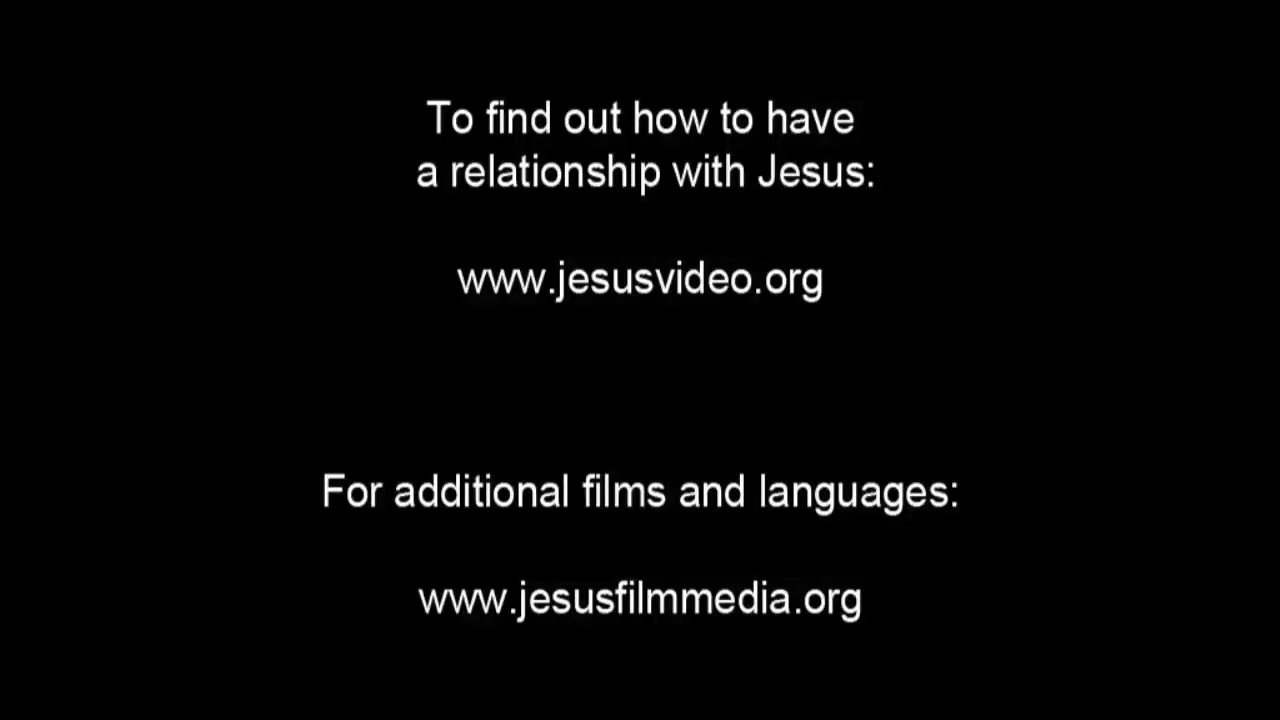 To find out how to have
a relationship with Jesus:
www.jesusvideo.org
For additional films and languages:
www.jesusfilmmedia.org